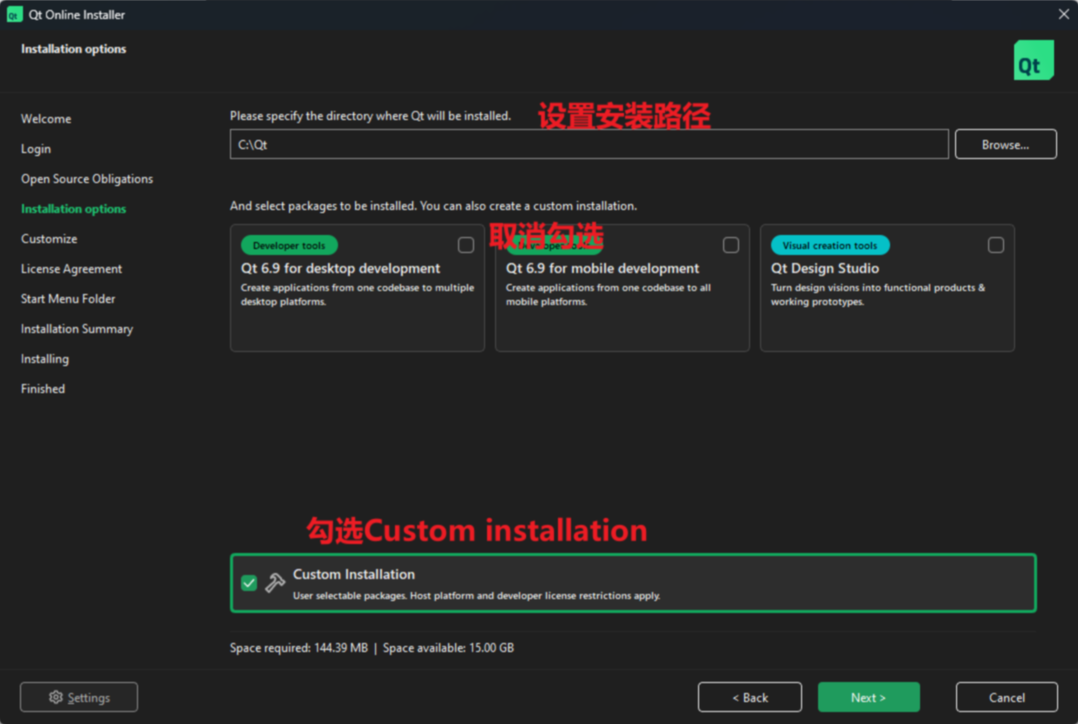 Qt Online Installer
Installation options
Qt
Welcome
Login
Open Source Obligations
Installation options
Customize
License Agreement
Start Menu Folder
Installation Summary
Installing
Finished
Please specify the directory where Qt will be installed.
设置安装路径
C:\Qt
Browse...
And select packages to be installed. You can also create a custom installation.
取消勾选
Developer tools
Qt 6.9 for desktop development
Create applications from one codebase to multiple
desktop platforms.
Qt 6.9 for mobile development
Create applications from one codebase to all
mobile platforms.
Visual creation tools
Qt Design Studio
Turn design visions into functional products &
working prototypes.
勾选Custom installation
Custom Installation
User selectable packages. Host platform and developer license restrictions apply.
Space required: 144.39 MB | Space available: 15.00 GB
Settings
< Back
Next >
Cancel